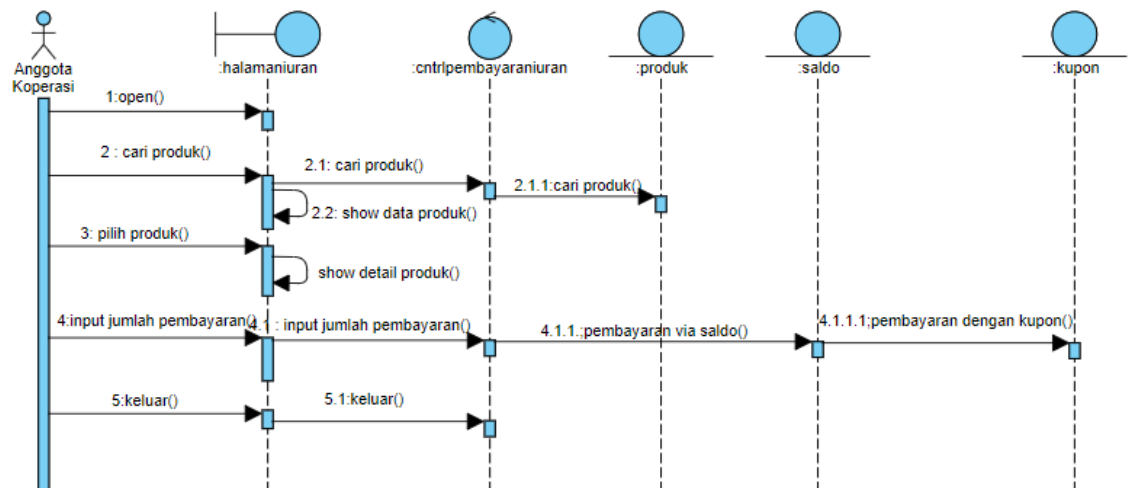 Anggota
Koperasi
:halamaniuran
:cntrlpembayaraniuran
:produk
:saldo
:kupon
1:open()
2 : cari produk()
2.1: cari produk()
2.1.1:cari produk()
2.2: show data produk()
3: pilih produk()
show detail produk()
4:input jumlah pembayaran()
4.1 : input jumlah pembayaran()
4.1.1.;pembayaran via saldo()
4.1.1.1;pembayaran dengan kupon()
5:keluar()
5.1:keluar()